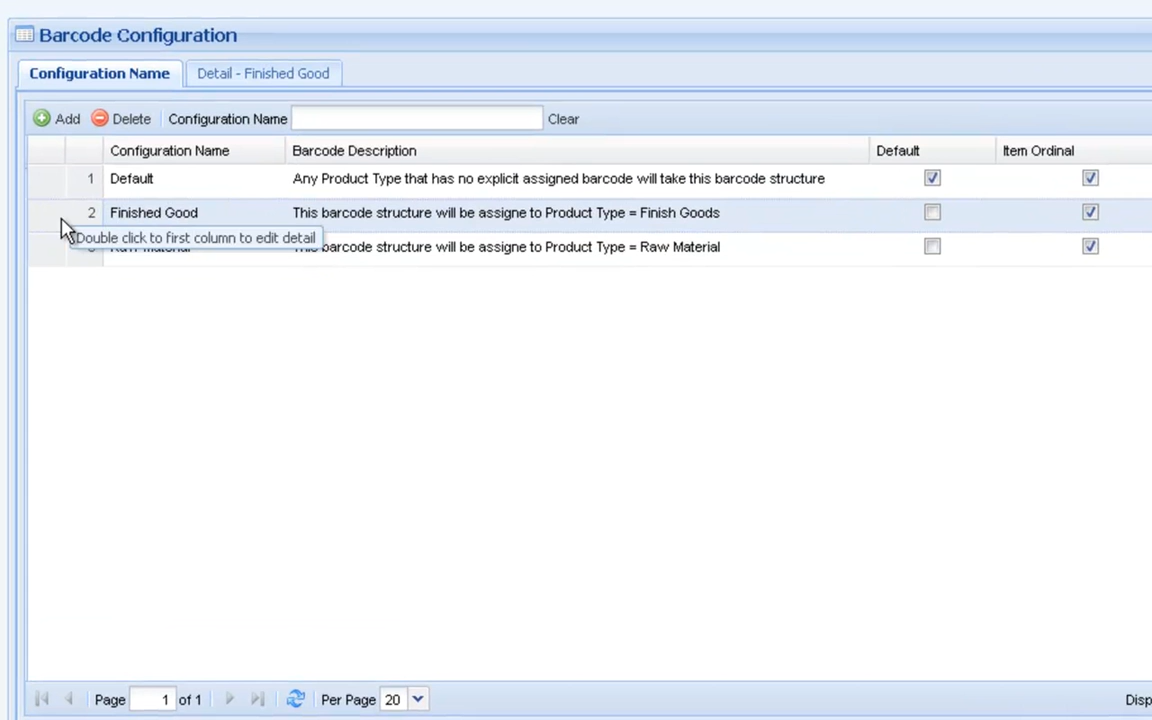 Barcode Configuration
Configuration Name Detail - Finished Good
Add Delete Configuration Name Clear
Configuration Name Barcode Description Default Item Ordinal
1 Default Any Product Type that has no explicit assigned barcode will take this barcode structure
2 Finished Good This barcode structure will be assigne to Product Type = Finish Goods
Double click to first column to edit detail
barcode structure will be assigne to Product Type = Raw Material
Page 1 of 1 Per Page 20